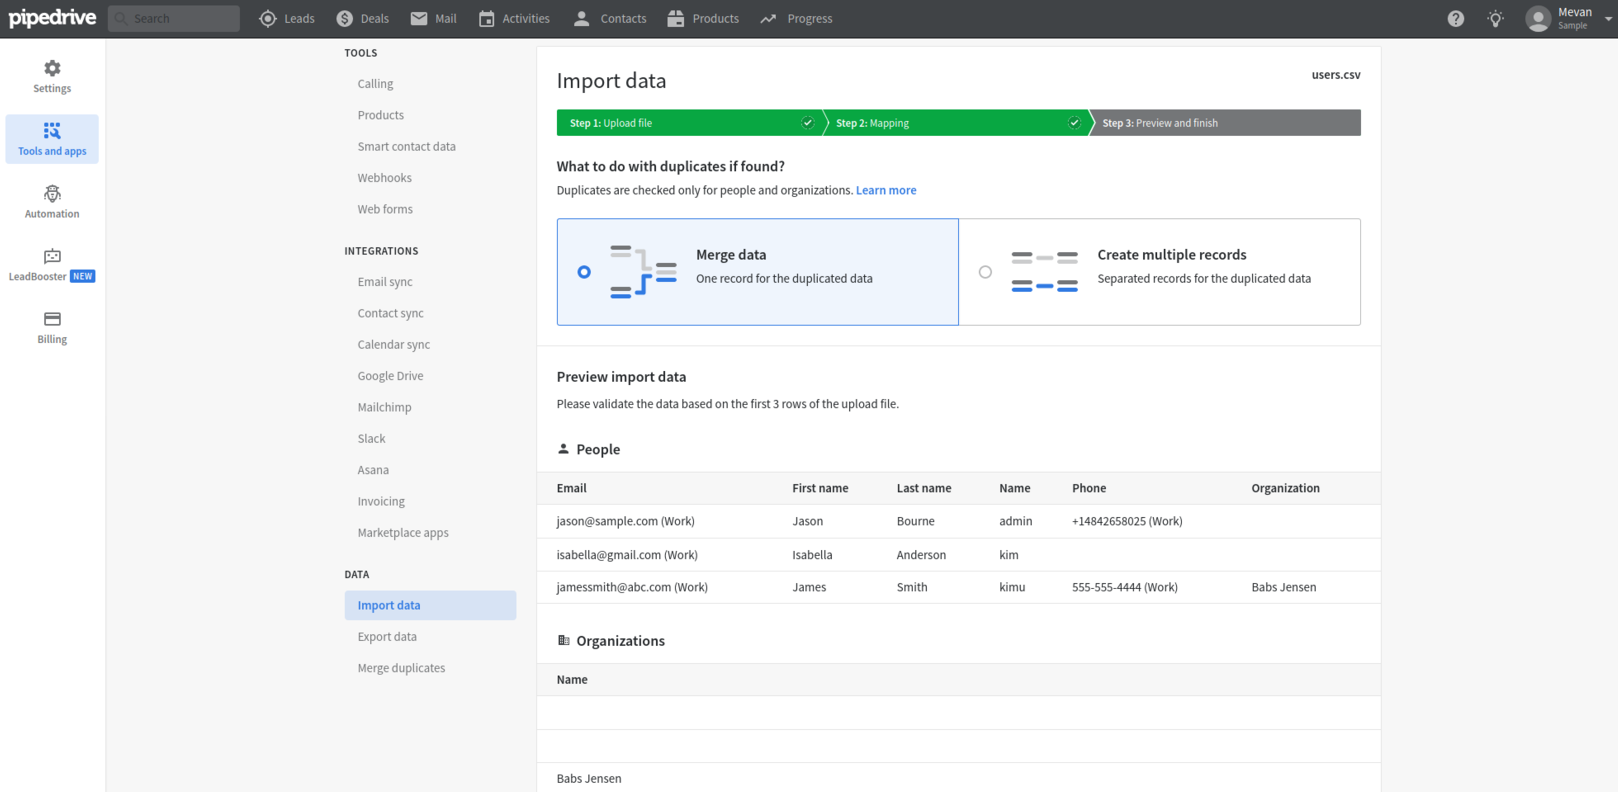 pipedrive
Search
Leads
Deals
Mail
Activities
Contacts
Products
Progress
Mevan
Sample
Settings
Tools and apps
Automation
LeadBooster NEW
Billing
TOOLS
Calling
Products
Smart contact data
Webhooks
Web forms
INTEGRATIONS
Email sync
Contact sync
Calendar sync
Google Drive
Mailchimp
Slack
Asana
Invoicing
Marketplace apps
DATA
Import data
Export data
Merge duplicates
Import data
users.csv
Step 1: Upload file
Step 2: Mapping
Step 3: Preview and finish
What to do with duplicates if found?
Duplicates are checked only for people and organizations. Learn more
Merge data
One record for the duplicated data
Create multiple records
Separated records for the duplicated data
Preview import data
Please validate the data based on the first 3 rows of the upload file.
People
Email First name Last name Name Phone Organization
jason@sample.com (Work) Jason Bourne admin +14842658025 (Work)
isabella@gmail.com (Work) Isabella Anderson kim
jamessmith@abc.com (Work) James Smith kimu 555-555-4444 (Work) Babs Jensen
Organizations
Name
Babs Jensen